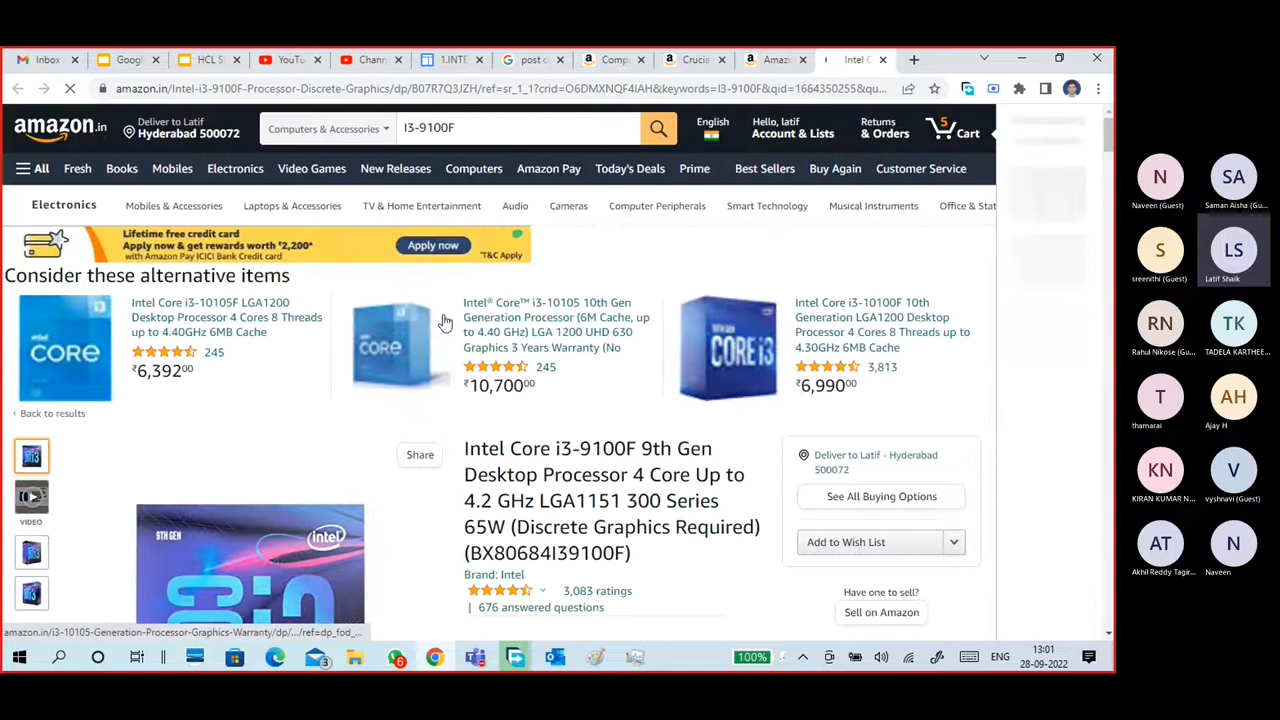 Inbox
Googl
HCL S
YouTu
Chann
1.INTE
post c
Comp
Crucia
Amaz
Intel C
amazon.in/Intel-i3-9100F-Processor-Discrete-Graphics/dp/B07R7Q3JZH/ref=sr_1_1?crid=O6DMXNQF4IAH&keywords=I3-9100F&qid=1664350255&qu...
amazon.in
Deliver to Latif
Hyderabad 500072
Computers & Accessories
I3-9100F
English
Hello, latif
Account & Lists
Returns
& Orders
5
Cart
All
Fresh
Books
Mobiles
Electronics
Video Games
New Releases
Computers
Amazon Pay
Today's Deals
Prime
Best Sellers
Buy Again
Customer Service
Electronics
Mobiles & Accessories
Laptops & Accessories
TV & Home Entertainment
Audio
Cameras
Computer Peripherals
Smart Technology
Musical Instruments
Office & Stat
Lifetime free credit card
Apply now & get rewards worth ₹2,200*
with Amazon Pay ICICI Bank Credit card
Apply now
*T&C Apply
Consider these alternative items
intel
CORE
i3
Intel Core i3-10105F LGA1200
Desktop Processor 4 Cores 8 Threads
up to 4.40GHz 6MB Cache
245
₹6,39200
CORE
Intel® Core™ i3-10105 10th Gen
Generation Processor (6M Cache, up
to 4.40 GHz) LGA 1200 UHD 630
Graphics 3 Years Warranty (No
245
₹10,70000
CORE i3
Intel Core i3-10100F 10th
Generation LGA1200 Desktop
Processor 4 Cores 8 Threads up to
4.30GHz 6MB Cache
3,813
₹6,99000
‹ Back to results
VIDEO
Share
9TH GEN
intel
Intel Core i3-9100F 9th Gen
Desktop Processor 4 Core Up to
4.2 GHz LGA1151 300 Series
65W (Discrete Graphics Required)
(BX80684I39100F)
Brand: Intel
3,083 ratings
| 676 answered questions
Deliver to Latif - Hyderabad
500072
See All Buying Options
Add to Wish List
Have one to sell?
Sell on Amazon
amazon.in/i3-10105-Generation-Processor-Graphics-Warranty/dp/.../ref=dp_fod_...
3
6
100%
ENG
13:01
28-09-2022
N
Naveen (Guest)
SA
Saman Aisha (Gu...
S
sreenithi (Guest)
LS
Latif Shaik
RN
Rahul Nikose (Gu...
TK
TADELA KARTHEE...
T
thamarai
AH
Ajay H
KN
KIRAN KUMAR N...
V
vyshnavi (Guest)
AT
Akhil Reddy Tagir...
N
Naveen